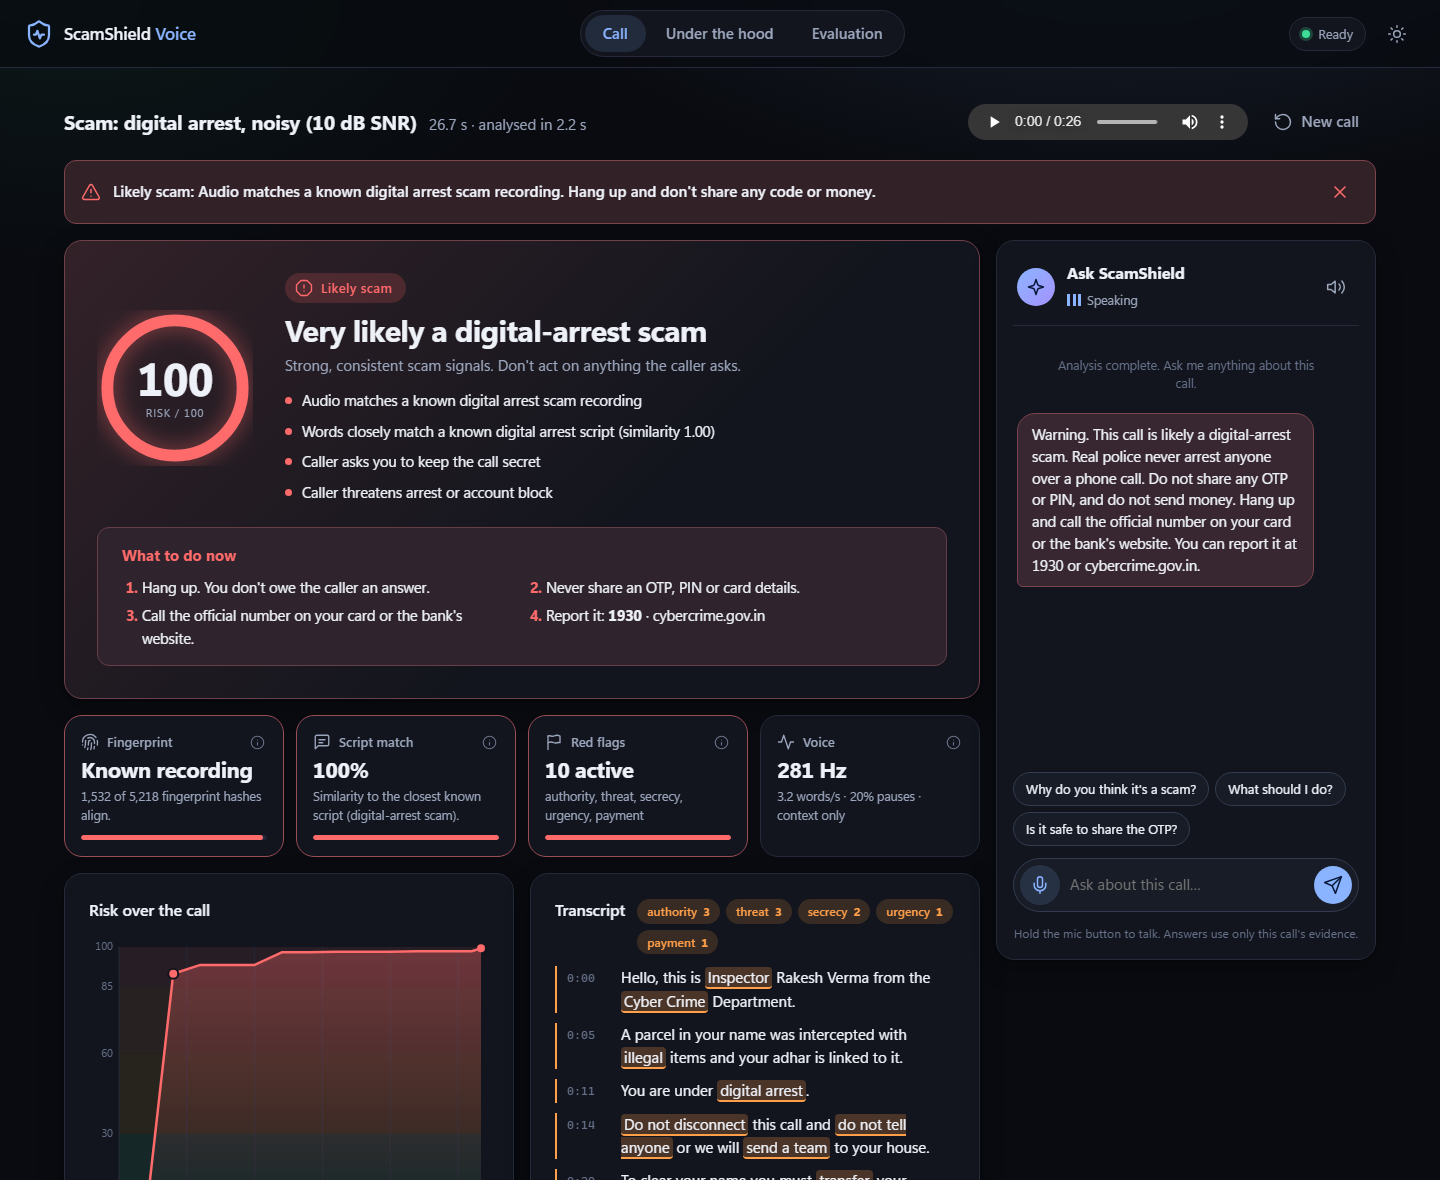 ScamShield Voice
Call
Under the hood
Evaluation
Ready
Scam: digital arrest, noisy (10 dB SNR)
26.7 s · analysed in 2.2 s
0:00 / 0:26
New call
Likely scam: Audio matches a known digital arrest scam recording. Hang up and don't share any code or money.
100
RISK / 100
Likely scam
Very likely a digital-arrest scam
Strong, consistent scam signals. Don't act on anything the caller asks.
Audio matches a known digital arrest scam recording
Words closely match a known digital arrest script (similarity 1.00)
Caller asks you to keep the call secret
Caller threatens arrest or account block
What to do now
1. Hang up. You don't owe the caller an answer.
2. Never share an OTP, PIN or card details.
3. Call the official number on your card or the bank's
website.
4. Report it: 1930 · cybercrime.gov.in
Ask ScamShield
Speaking
Analysis complete. Ask me anything about this
call.
Warning. This call is likely a digital-arrest
scam. Real police never arrest anyone
over a phone call. Do not share any OTP
or PIN, and do not send money. Hang up
and call the official number on your card
or the bank's website. You can report it at
1930 or cybercrime.gov.in.
Why do you think it's a scam?
What should I do?
Is it safe to share the OTP?
Ask about this call...
Hold the mic button to talk. Answers use only this call's evidence.
Fingerprint
Known recording
1,532 of 5,218 fingerprint hashes
align.
Script match
100%
Similarity to the closest known
script (digital-arrest scam).
Red flags
10 active
authority, threat, secrecy,
urgency, payment
Voice
281 Hz
3.2 words/s · 20% pauses ·
context only
Risk over the call
100
85
60
30
Transcript
authority 3
threat 3
secrecy 2
urgency 1
payment 1
0:00 Hello, this is Inspector Rakesh Verma from the
Cyber Crime Department.
0:05 A parcel in your name was intercepted with
illegal items and your adhar is linked to it.
0:11 You are under digital arrest.
0:14 Do not disconnect this call and do not tell
anyone or we will send a team to your house.
0:20 To clear your name you must transfer your